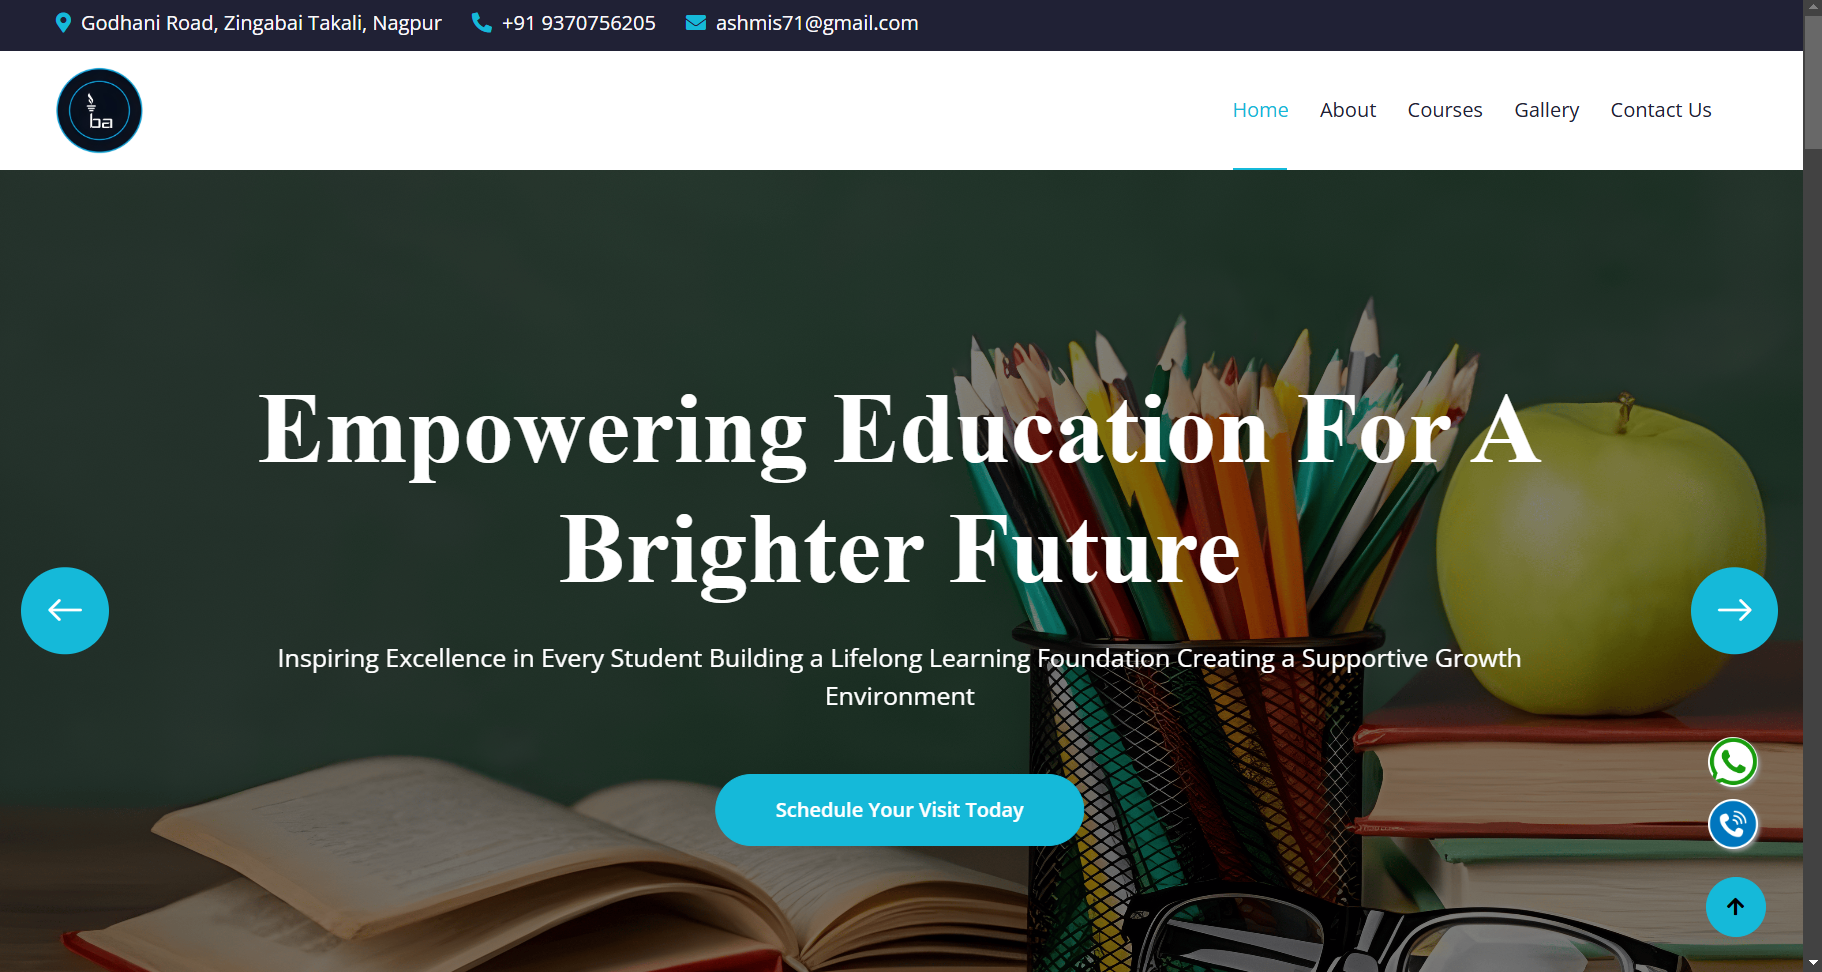 Godhani Road, Zingabai Takali, Nagpur +91 9370756205 ashmis71@gmail.com
ba
Home About Courses Gallery Contact Us
Empowering Education For A
Brighter Future
Inspiring Excellence in Every Student Building a Lifelong Learning Foundation Creating a Supportive Growth
Environment
Schedule Your Visit Today